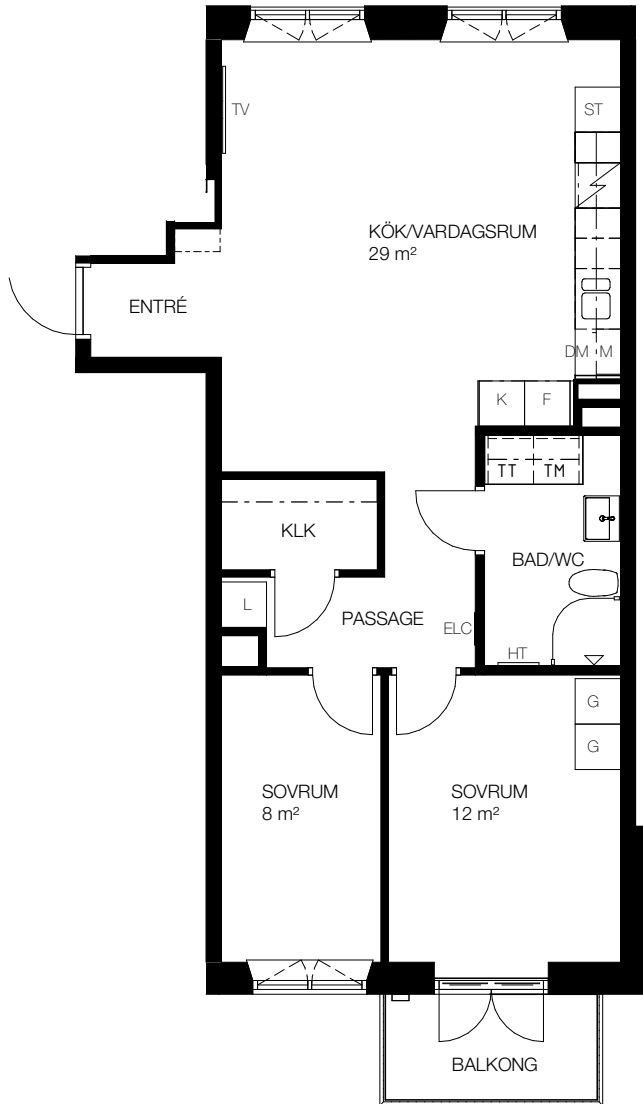 TV
ST
KÖK/VARDAGSRUM
29 m²
ENTRÉ
DM M
K F
TT TM
KLK
BAD/WC
L
PASSAGE
ELC
HT
G
G
SOVRUM
8 m²
SOVRUM
12 m²
BALKONG